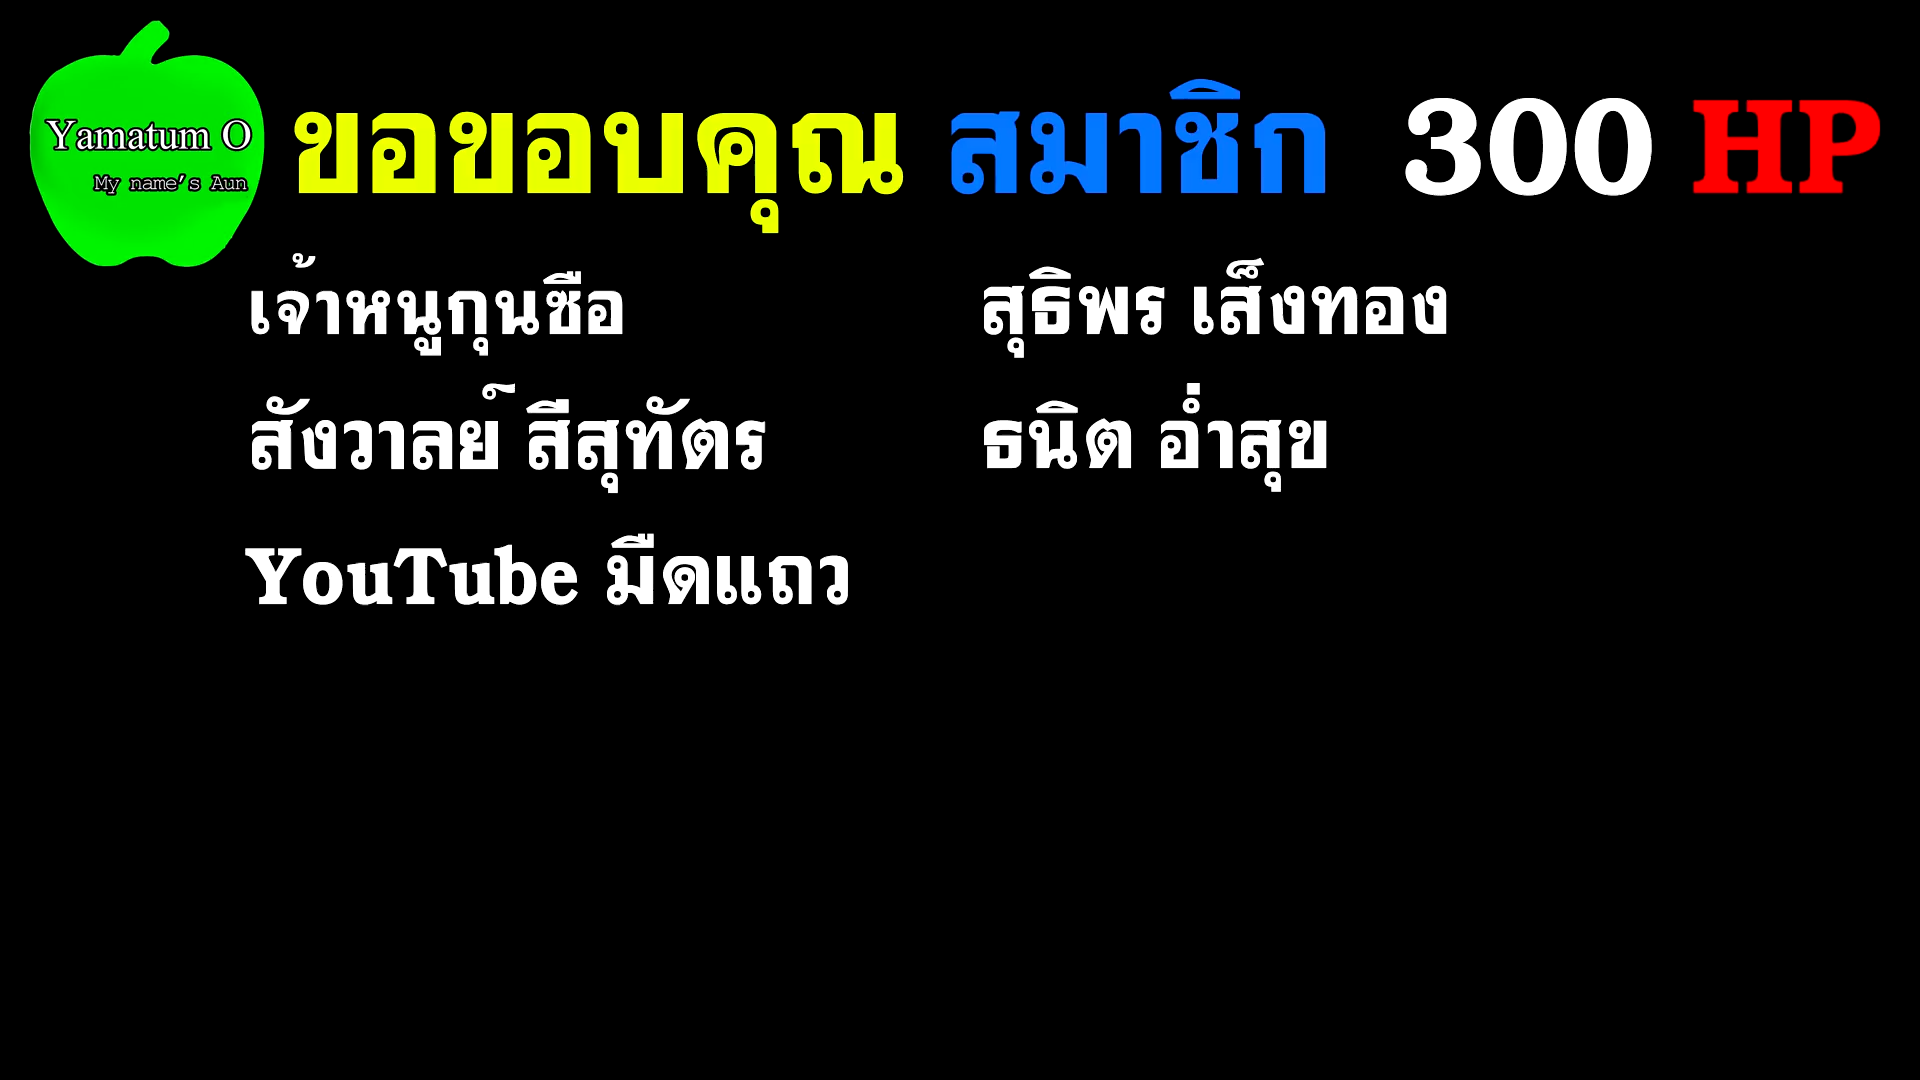 Yamatum O
My name's Aun
ขอขอบคุณ สมาชิก 300 HP
เจ้าหนูกุนซือ
สุธิพร เส็งทอง
สังวาลย์ สีสุทัตร
ธนิต อ่ำสุข
YouTube มืดแถว